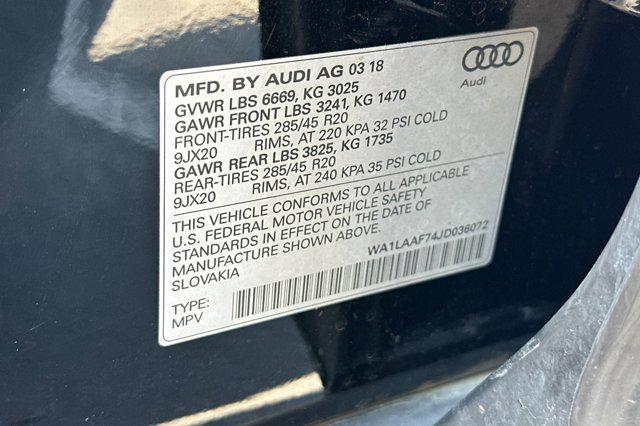 MFD. BY AUDI AG 03 18
GVWR LBS 6669, KG 3025
GAWR FRONT LBS 3241, KG 1470
FRONT-TIRES 285/45 R20
9JX20 RIMS, AT 220 KPA 32 PSI COLD
GAWR REAR LBS 3825, KG 1735
REAR-TIRES 285/45 R20
9JX20 RIMS, AT 240 KPA 35 PSI COLD
THIS VEHICLE CONFORMS TO ALL APPLICABLE
U.S. FEDERAL MOTOR VEHICLE SAFETY
STANDARDS IN EFFECT ON THE DATE OF
MANUFACTURE SHOWN ABOVE.
SLOVAKIA
WA1LAAF74JD036072
TYPE:
MPV
Audi